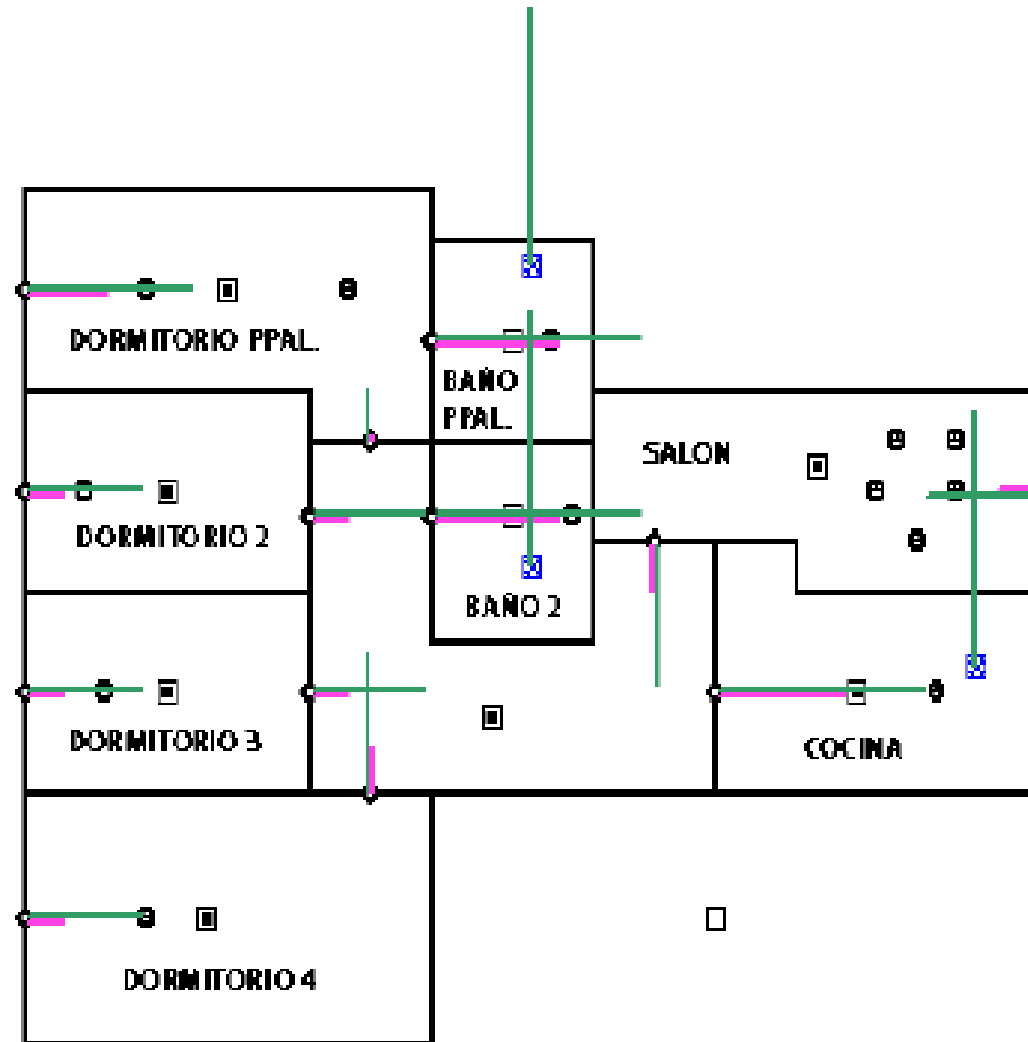 DORMITORIO PPAL.
BAÑO
PPAL.
SALON
DORMITORIO 2
BAÑO 2
DORMITORIO 3
COCINA
DORMITORIO 4